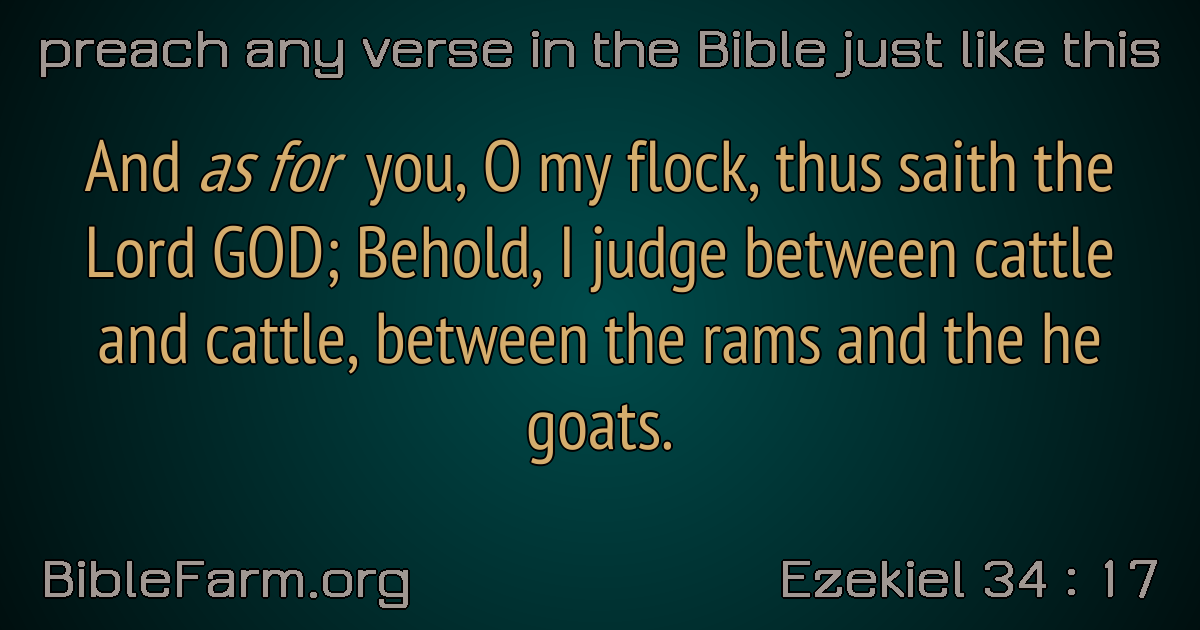 preach any verse in the Bible just like this
And as for you, O my flock, thus saith the
Lord GOD; Behold, I judge between cattle
and cattle, between the rams and the he
goats.
BibleFarm.org
Ezekiel 34 : 17